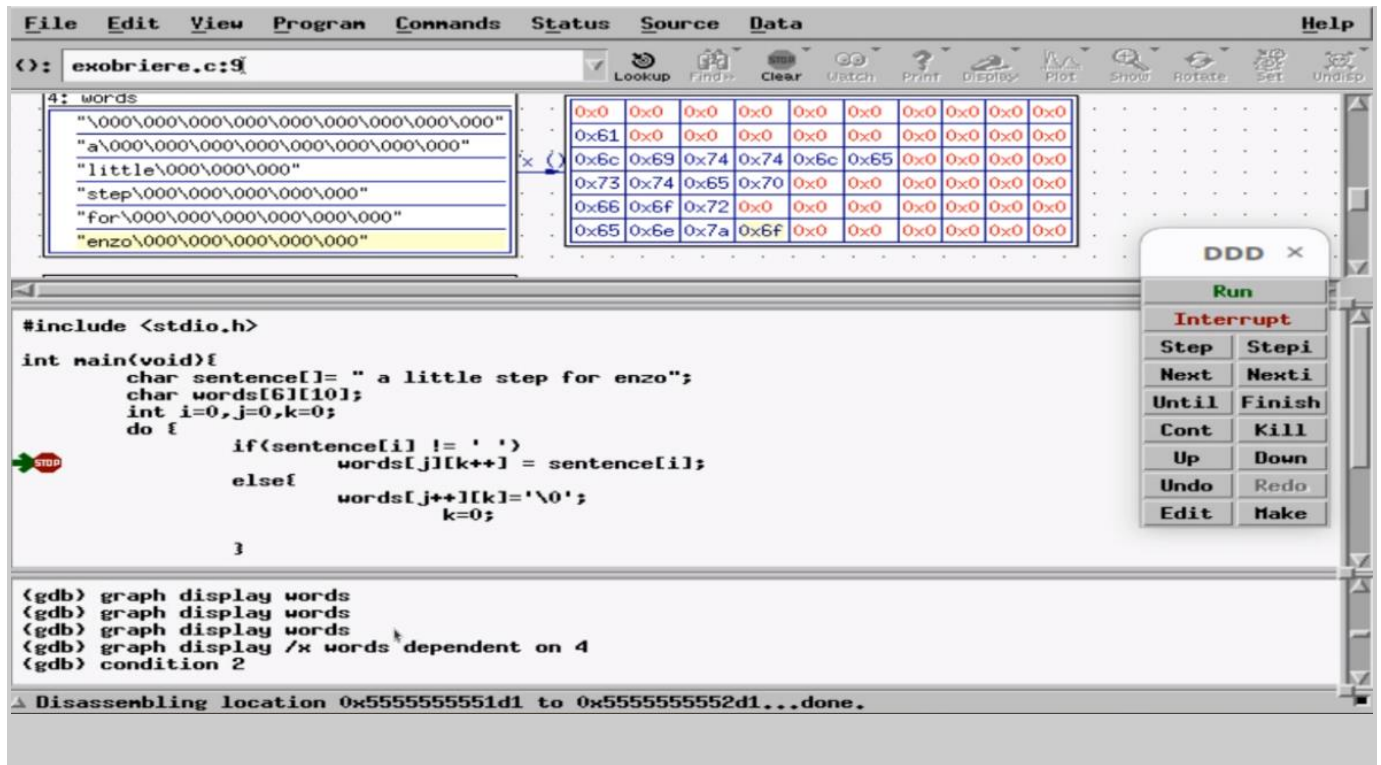 File Edit View Program Commands Status Source Data Help
(): exobriere.c:9 Lookup Find» Clear Watch Print Display Plot Show Rotate Set Undisp
4: words
"\000\000\000\000\000\000\000\000\000"
"a\000\000\000\000\000\000\000\000"
"little\000\000\000"
"step\000\000\000\000\000"
"for\000\000\000\000\000\000"
"enzo\000\000\000\000\000"
/x ()
0x0 0x0 0x0 0x0 0x0 0x0 0x0 0x0 0x0 0x0
0x61 0x0 0x0 0x0 0x0 0x0 0x0 0x0 0x0 0x0
0x6c 0x69 0x74 0x74 0x6c 0x65 0x0 0x0 0x0 0x0
0x73 0x74 0x65 0x70 0x0 0x0 0x0 0x0 0x0 0x0
0x66 0x6f 0x72 0x0 0x0 0x0 0x0 0x0 0x0 0x0
0x65 0x6e 0x7a 0x6f 0x0 0x0 0x0 0x0 0x0 0x0
DDD ×
Run
Interrupt
Step Stepi
Next Nexti
Until Finish
Cont Kill
Up Down
Undo Redo
Edit Make
#include <stdio.h>
int main(void){
char sentence[]= " a little step for enzo";
char words[6][10];
int i=0,j=0,k=0;
do {
if(sentence[i] != ' ')
STOP words[j][k++] = sentence[i];
else{
words[j++][k]='\0';
k=0;
}
(gdb) graph display words
(gdb) graph display words
(gdb) graph display words
(gdb) graph display /x words dependent on 4
(gdb) condition 2
Disassembling location 0x5555555551d1 to 0x5555555552d1...done.